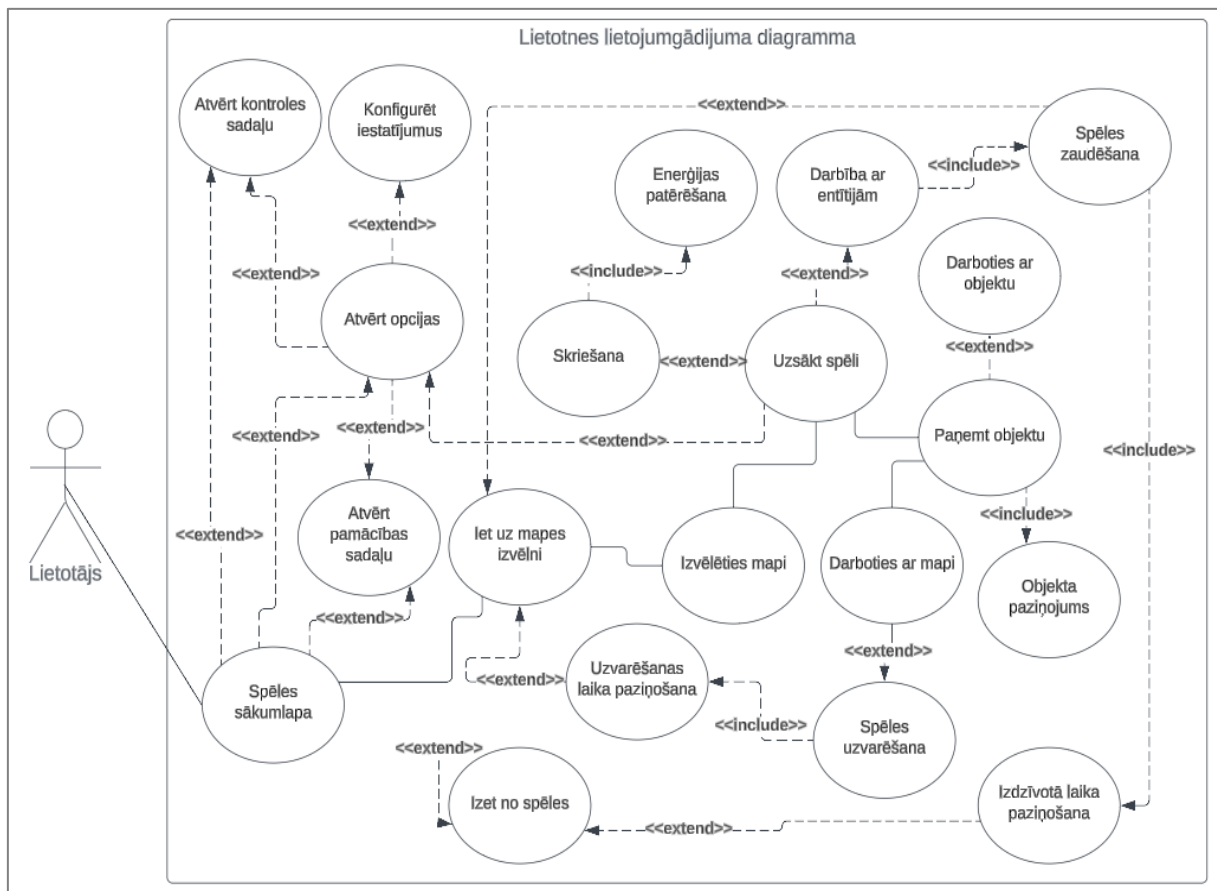 Lietotnes lietojumgādijuma diagramma
Atvērt kontroles
sadaļu
Konfigurēt
iestatījumus
<<extend>>
Spēles
zaudēšana
Enerģijas
patērēšana
Darbība ar
entītijām
<<include>>
<<extend>>
<<extend>>
<<include>>
<<extend>>
Darboties ar
objektu
Atvērt opcijas
Skriešana
<<extend>>
Uzsākt spēli
<<extend>>
<<extend>>
<<extend>>
<<extend>>
Paņemt objektu
<<include>>
Atvērt
pamācības
sadaļu
<<extend>>
Iet uz mapes
izvēlni
Izvēlēties mapi
Darboties ar mapi
<<include>>
Objekta
paziņojums
Lietotājs
<<extend>>
<<extend>>
Spēles
sākumlapa
<<extend>>
Uzvarēšanas
laika paziņošana
<<include>>
Spēles
uzvarēšana
<<extend>>
Izet no spēles
<<extend>>
Izdzīvotā laika
paziņošana